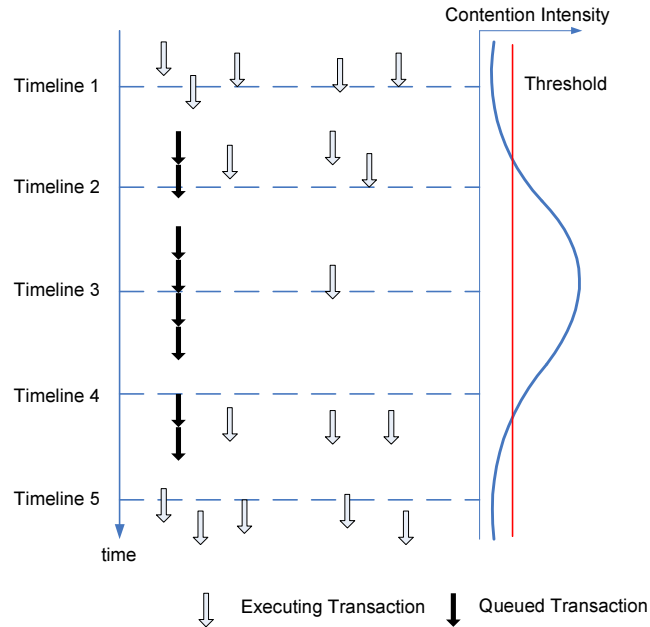 Contention Intensity
Timeline 1
Threshold
Timeline 2
Timeline 3
Timeline 4
Timeline 5
time
Executing Transaction
Queued Transaction